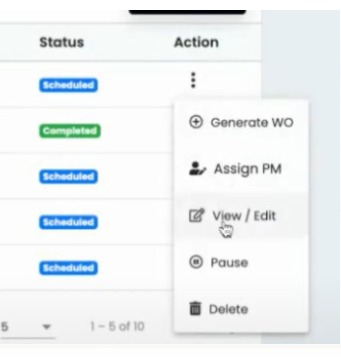 Status Action
Scheduled
Generate WO
Completed
Assign PM
Scheduled
View / Edit
Scheduled
Pause
Scheduled
Delete
5 1 - 5 of 10